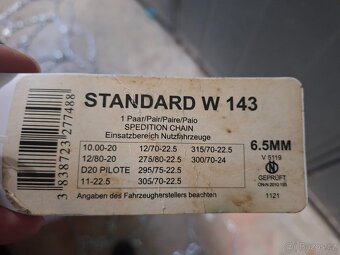 STANDARD W 143
1 Paar/Pair/Paire/Paio
SPEDITION CHAIN
Einsatzbereich Nutzfahrzeuge
10.00-20 12/70-22.5 315/70-22.5
12/80-20 275/80-22.5 300/70-24
D20 PILOTE 295/75-22.5
11-22.5 305/70-22.5
Angaben des Fahrzeugherstellers beachten
6.5MM
V 5119
N
GEPRÜFT
1121
3 838723 277488